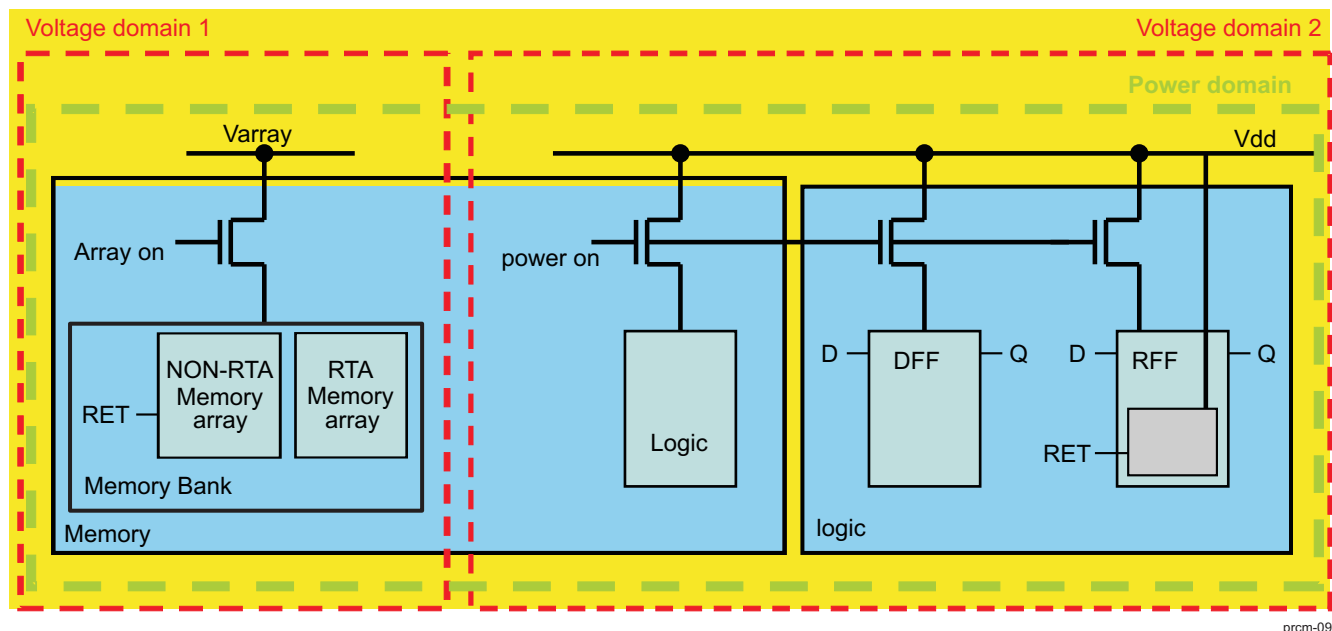 Voltage domain 1
Voltage domain 2
Power domain
Varray
Vdd
Array on
power on
NON-RTA
Memory
array
RTA
Memory
array
RET
Memory Bank
Memory
Logic
D
DFF
Q
D
RFF
Q
RET
logic
prcm-09